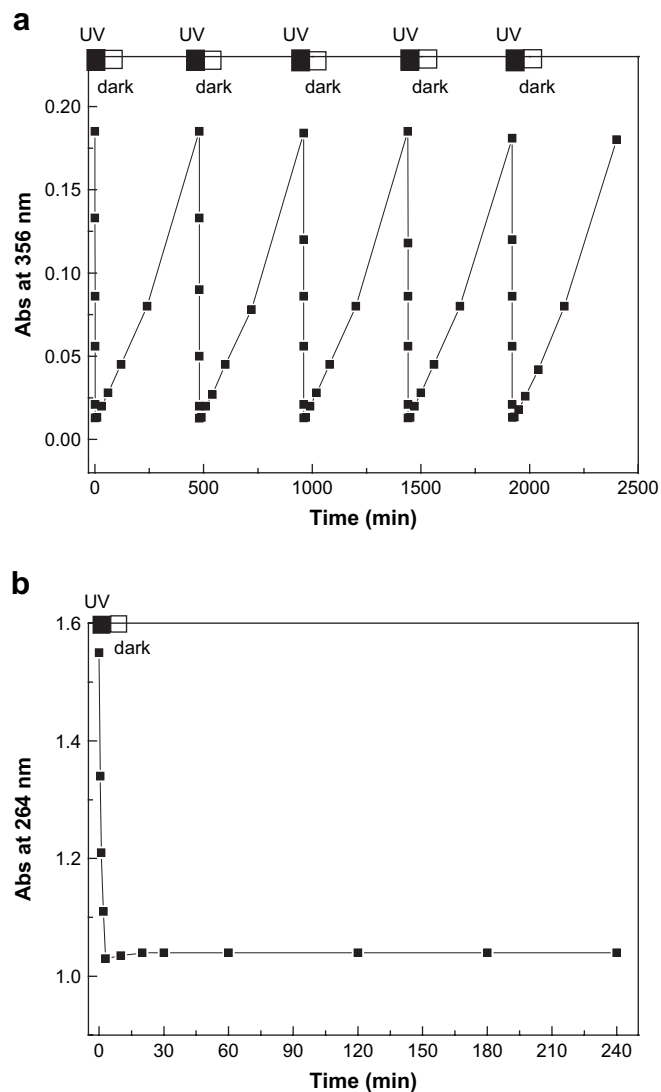 a
UV UV UV UV UV
dark dark dark dark dark
0.20
0.15
0.10
0.05
0.00
Abs at 356 nm
0 500 1000 1500 2000 2500
Time (min)
b
UV
dark
1.6
1.4
1.2
1.0
Abs at 264 nm
0 30 60 90 120 150 180 210 240
Time (min)